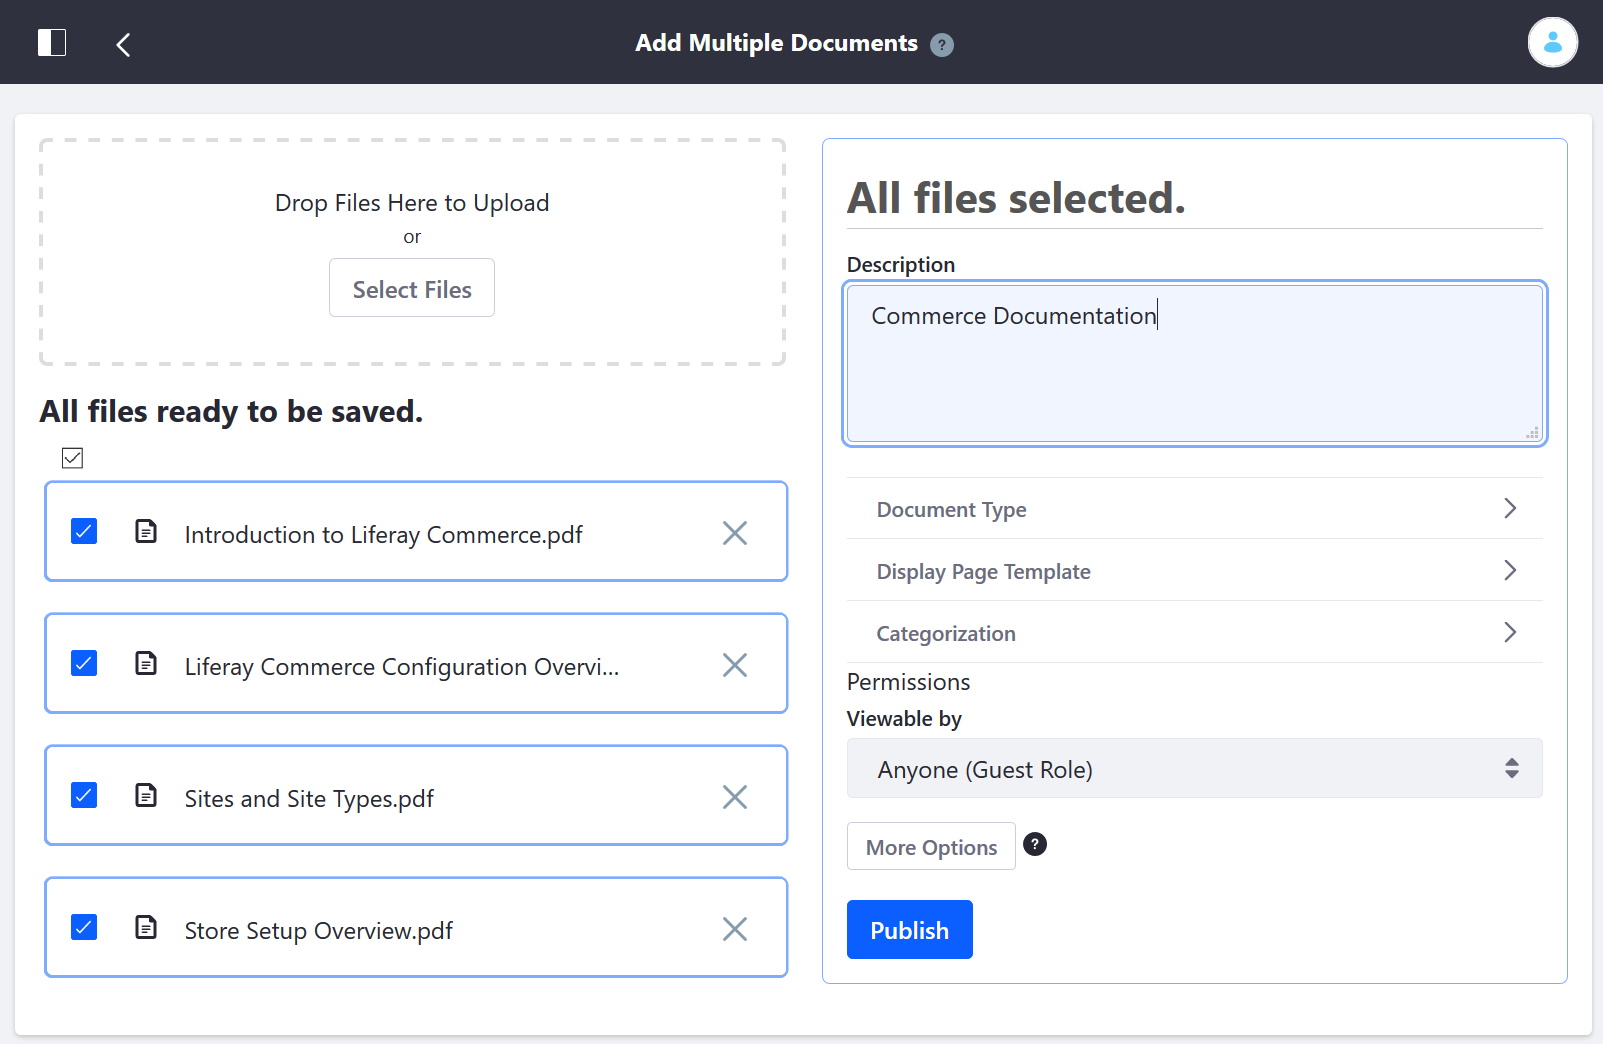 Add Multiple Documents ?
Drop Files Here to Upload
or
Select Files
All files ready to be saved.
Introduction to Liferay Commerce.pdf
Liferay Commerce Configuration Overvi...
Sites and Site Types.pdf
Store Setup Overview.pdf
All files selected.
Description
Commerce Documentation
Document Type
Display Page Template
Categorization
Permissions
Viewable by
Anyone (Guest Role)
More Options ?
Publish